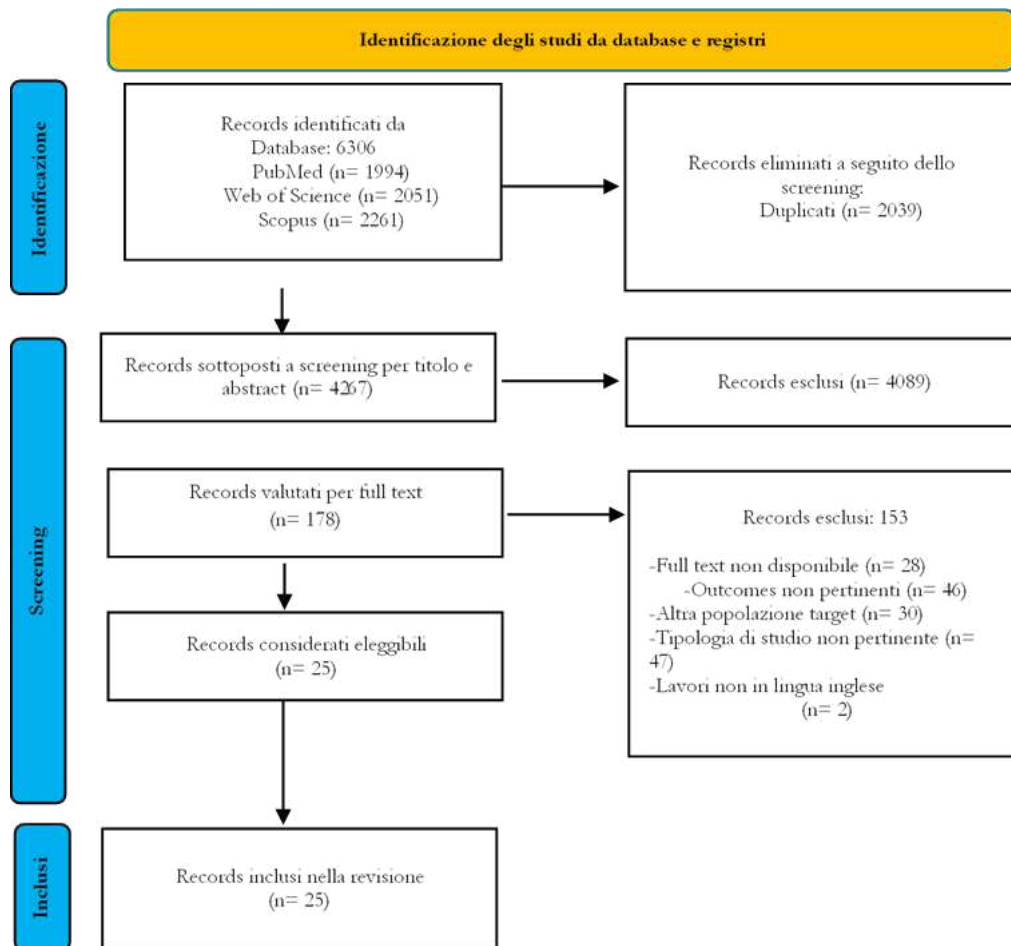 Identificazione degli studi da database e registri
Identificazione
Records identificati da
Database: 6306
PubMed (n= 1994)
Web of Science (n= 2051)
Scopus (n= 2261)
Records eliminati a seguito dello
screening:
Duplicati (n= 2039)
Screening
Records sottoposti a screening per titolo e
abstract (n= 4267)
Records esclusi (n= 4089)
Records valutati per full text
(n= 178)
Records esclusi: 153
-Full text non disponibile (n= 28)
-Outcomes non pertinenti (n= 46)
-Altra popolazione target (n= 30)
-Tipologia di studio non pertinente (n=
47)
-Lavori non in lingua inglese
(n= 2)
Records considerati eleggibili
(n= 25)
Inclusi
Records inclusi nella revisione
(n= 25)